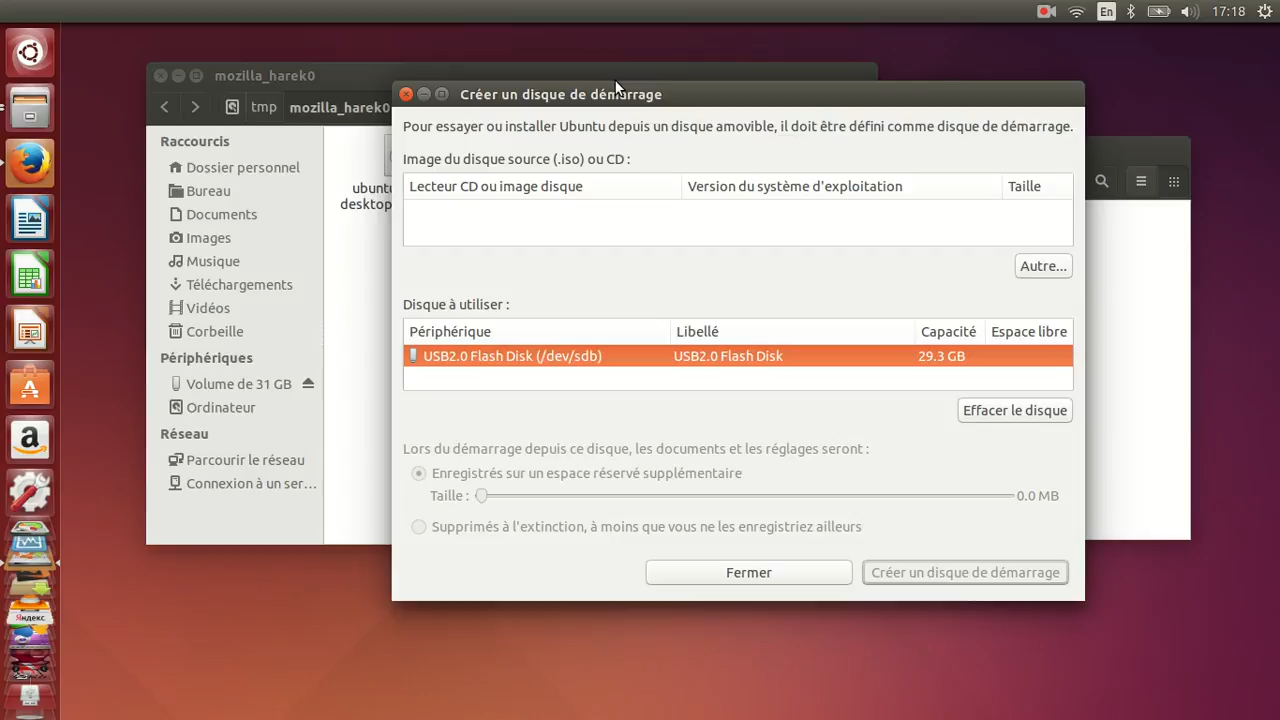 En
17:18
mozilla_harek0
tmp
mozilla_harek0
Raccourcis
Dossier personnel
Bureau
Documents
Images
Musique
Téléchargements
Vidéos
Corbeille
Périphériques
Volume de 31 GB
Ordinateur
Réseau
Parcourir le réseau
Connexion à un ser…
ubuntu
desktop
Créer un disque de démarrage
Pour essayer ou installer Ubuntu depuis un disque amovible, il doit être défini comme disque de démarrage.
Image du disque source (.iso) ou CD :
Lecteur CD ou image disque Version du système d'exploitation Taille
Autre...
Disque à utiliser :
Périphérique Libellé Capacité Espace libre
USB2.0 Flash Disk (/dev/sdb) USB2.0 Flash Disk 29.3 GB
Effacer le disque
Lors du démarrage depuis ce disque, les documents et les réglages seront :
Enregistrés sur un espace réservé supplémentaire
Taille : 0.0 MB
Supprimés à l'extinction, à moins que vous ne les enregistriez ailleurs
Fermer Créer un disque de démarrage
a
Яндекс